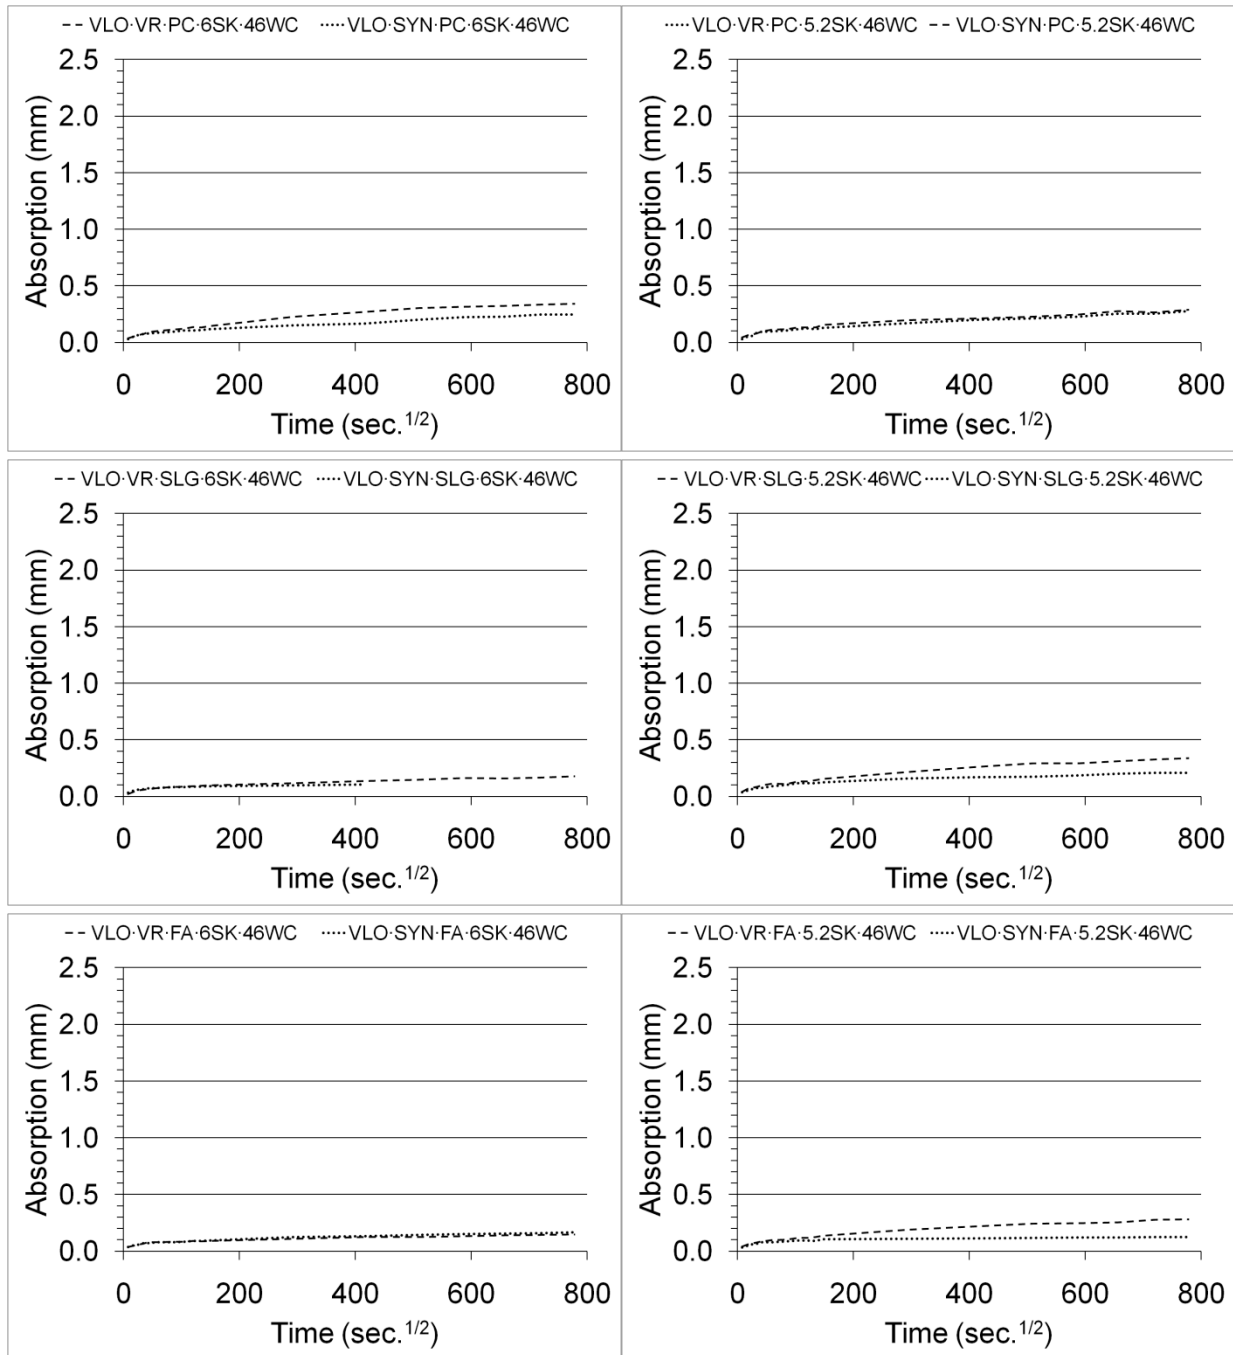 VLO·VR·PC·6SK·46WC VLO·SYN·PC·6SK·46WC
2.5
2.0
1.5
1.0
0.5
0.0
Absorption (mm)
0 200 400 600 800
Time (sec.1/2)
VLO·VR·PC·5.2SK·46WC VLO·SYN·PC·5.2SK·46WC
2.5
2.0
1.5
1.0
0.5
0.0
Absorption (mm)
0 200 400 600 800
Time (sec.1/2)
VLO·VR·SLG·6SK·46WC VLO·SYN·SLG·6SK·46WC
2.5
2.0
1.5
1.0
0.5
0.0
Absorption (mm)
0 200 400 600 800
Time (sec.1/2)
VLO·VR·SLG·5.2SK·46WC VLO·SYN·SLG·5.2SK·46WC
2.5
2.0
1.5
1.0
0.5
0.0
Absorption (mm)
0 200 400 600 800
Time (sec.1/2)
VLO·VR·FA·6SK·46WC VLO·SYN·FA·6SK·46WC
2.5
2.0
1.5
1.0
0.5
0.0
Absorption (mm)
0 200 400 600 800
Time (sec.1/2)
VLO·VR·FA·5.2SK·46WC VLO·SYN·FA·5.2SK·46WC
2.5
2.0
1.5
1.0
0.5
0.0
Absorption (mm)
0 200 400 600 800
Time (sec.1/2)